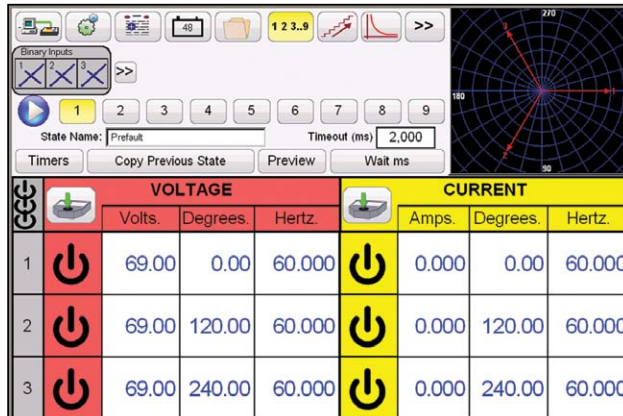 48
1 2 3..9
>>
270
3
180
1
2
90
Binary Inputs
1 2 3 >>
1 2 3 4 5 6 7 8 9
State Name: Prefault Timeout (ms) 2,000
Timers Copy Previous State Preview Wait ms
VOLTAGE CURRENT
Volts. Degrees. Hertz. Amps. Degrees. Hertz.
1 69.00 0.00 60.000 0.000 0.00 60.000
2 69.00 120.00 60.000 0.000 120.00 60.000
3 69.00 240.00 60.000 0.000 240.00 60.000